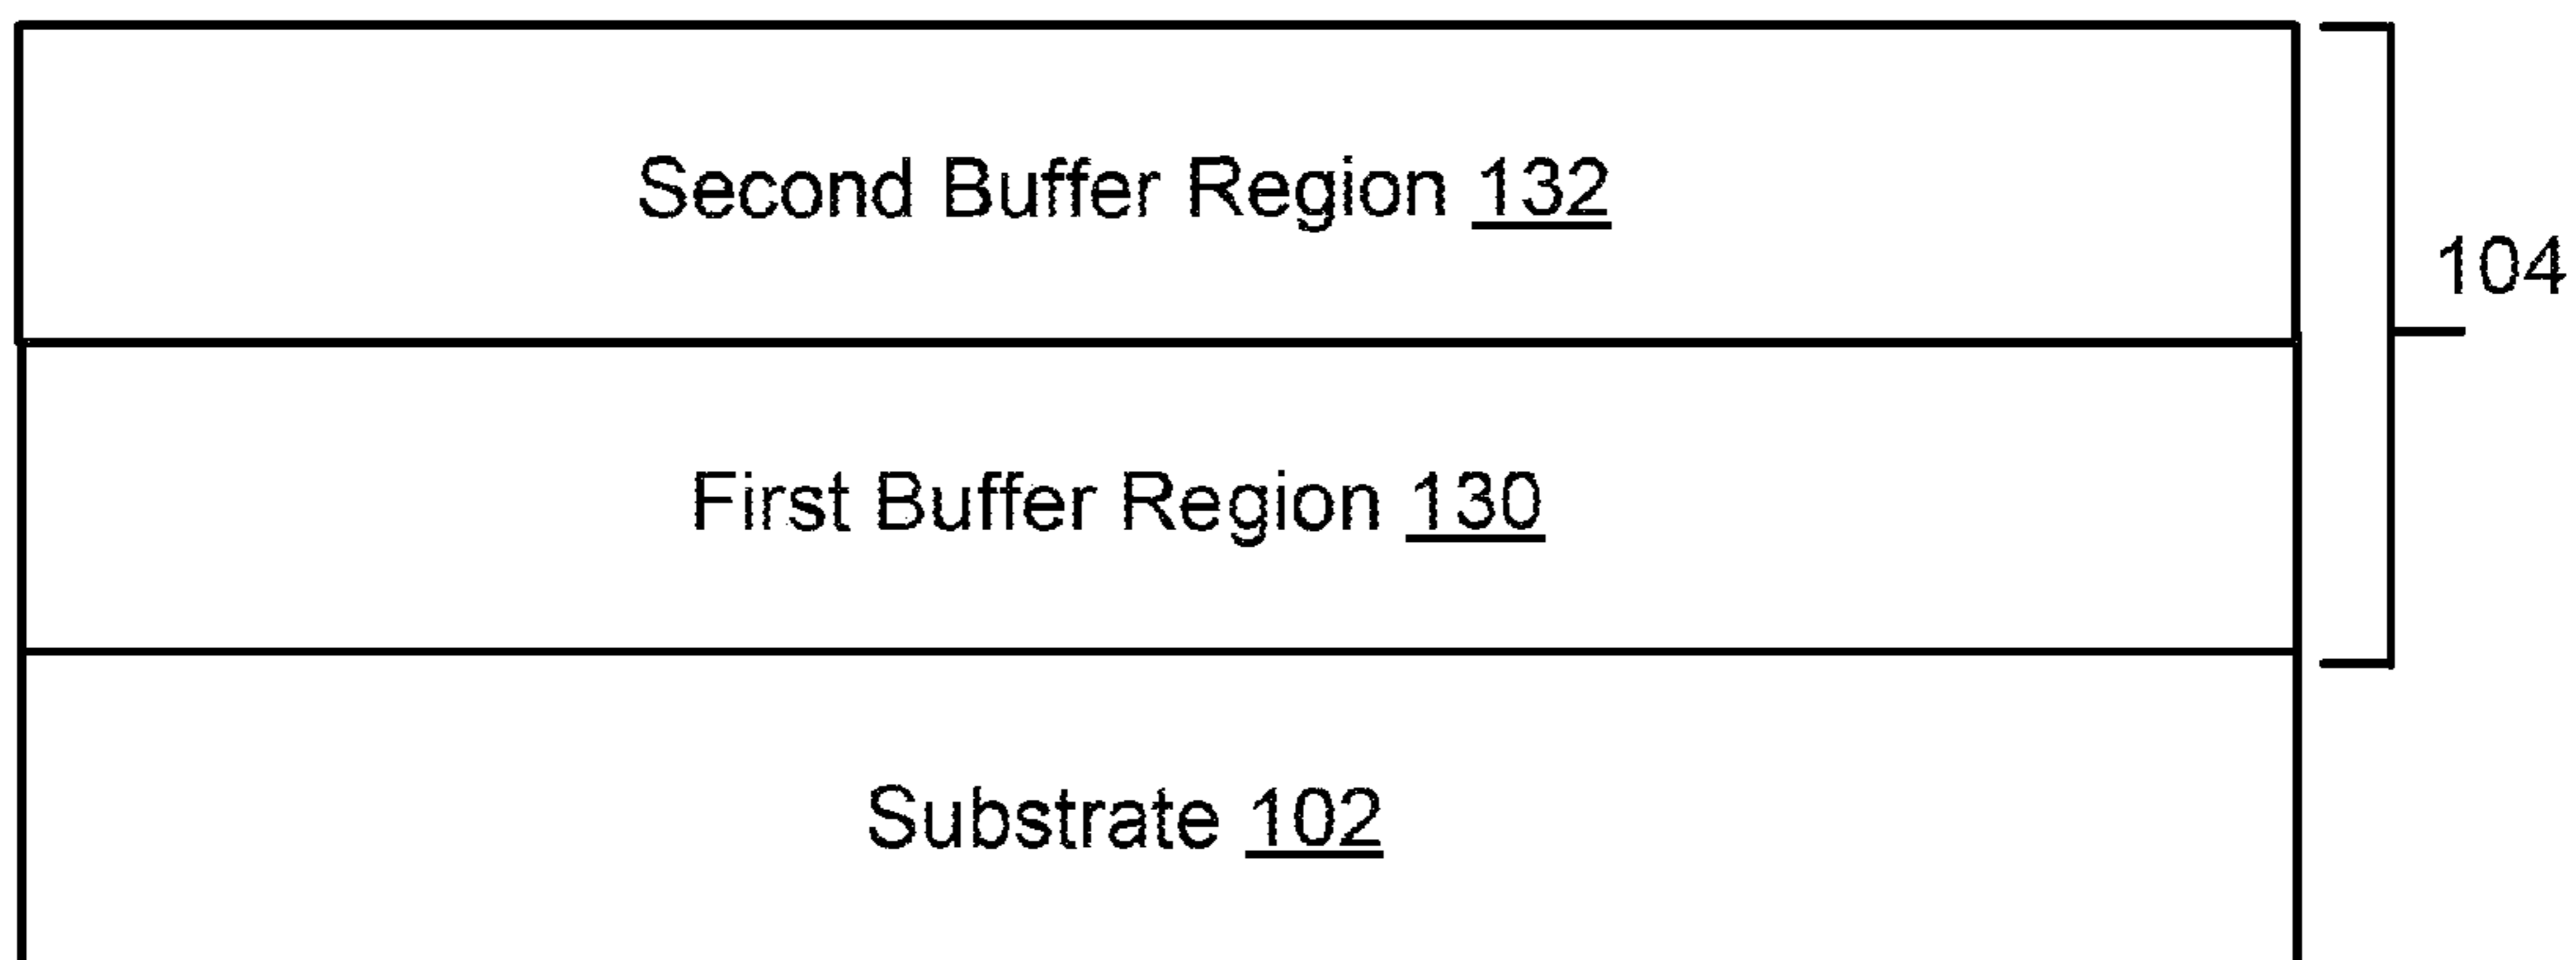 Second Buffer Region 132
104
First Buffer Region 130
Substrate 102